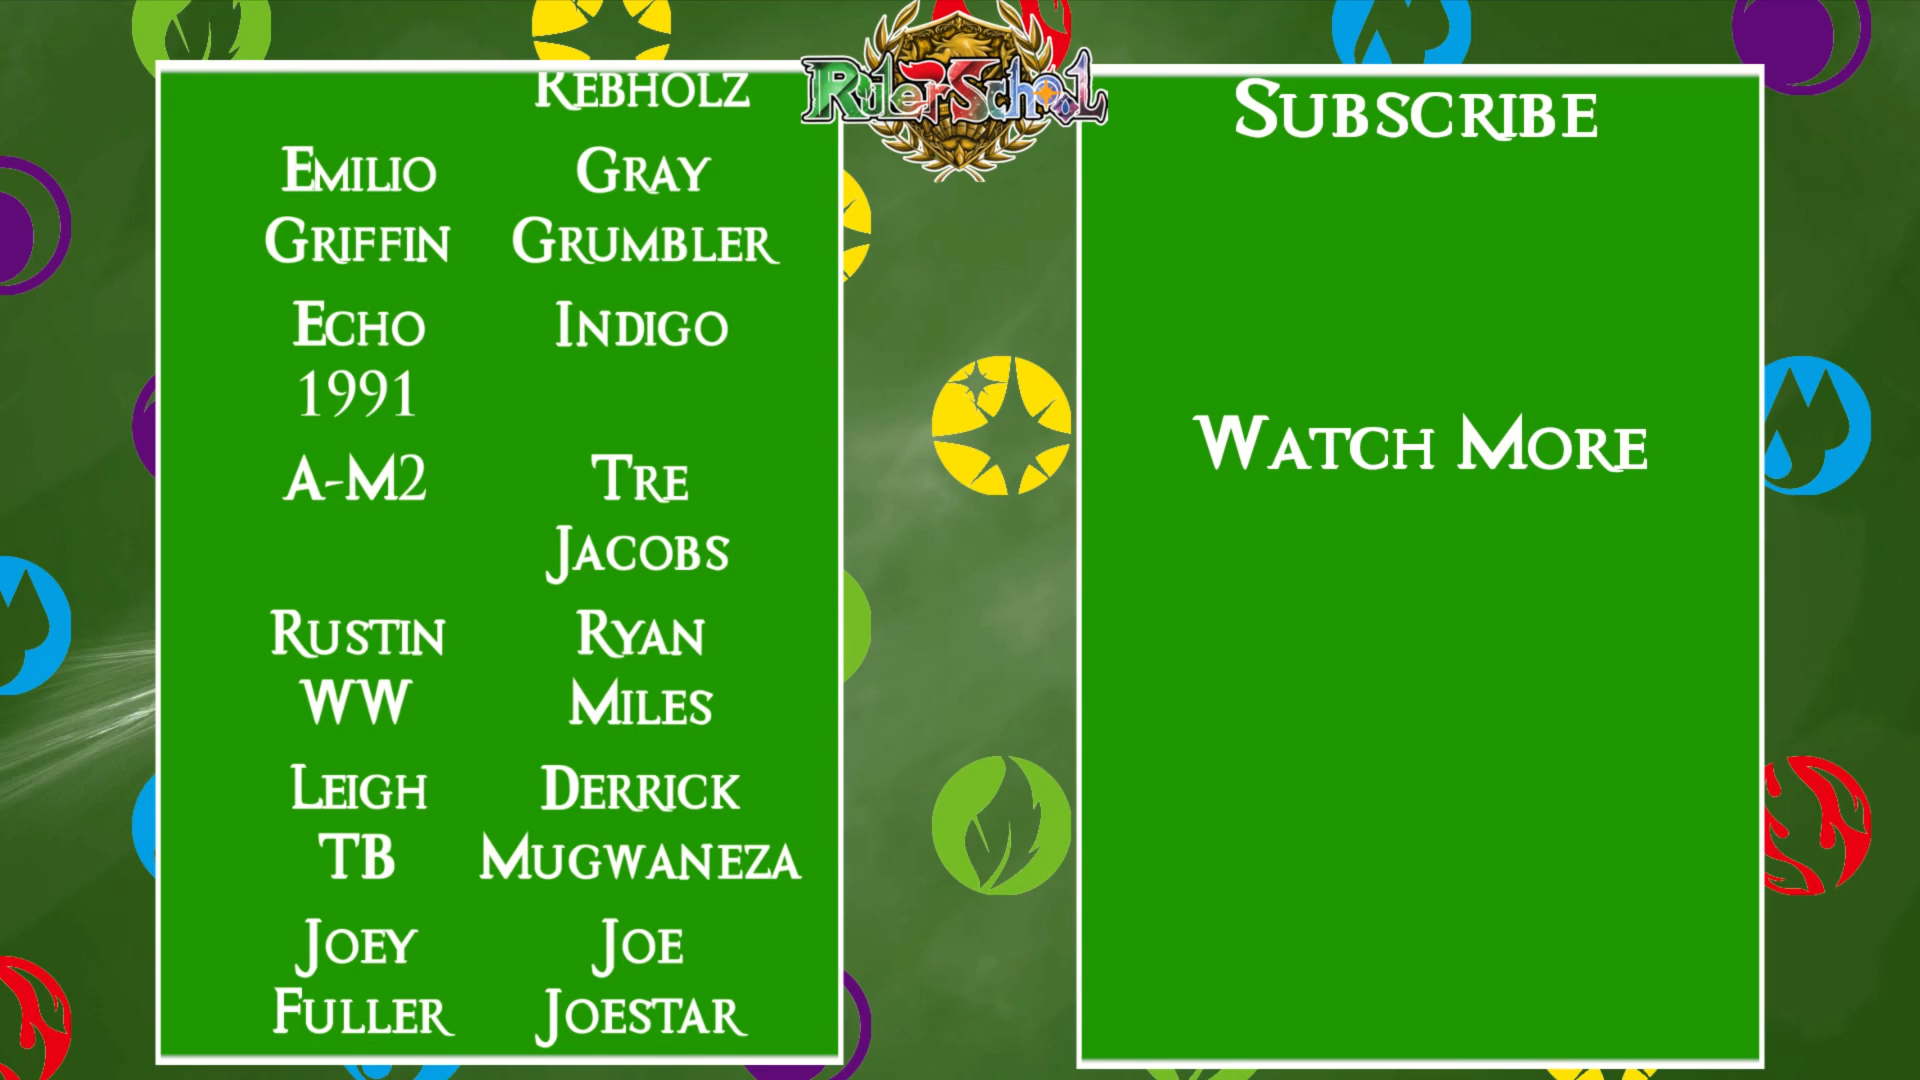 Rebholz
Emilio Gray
Griffin Grumbler
Echo Indigo
1991
A-M2 Tre
Jacobs
Rustin Ryan
WW Miles
Leigh Derrick
TB Mugwaneza
Joey Joe
Fuller Joestar
Ruler School
Subscribe
Watch More